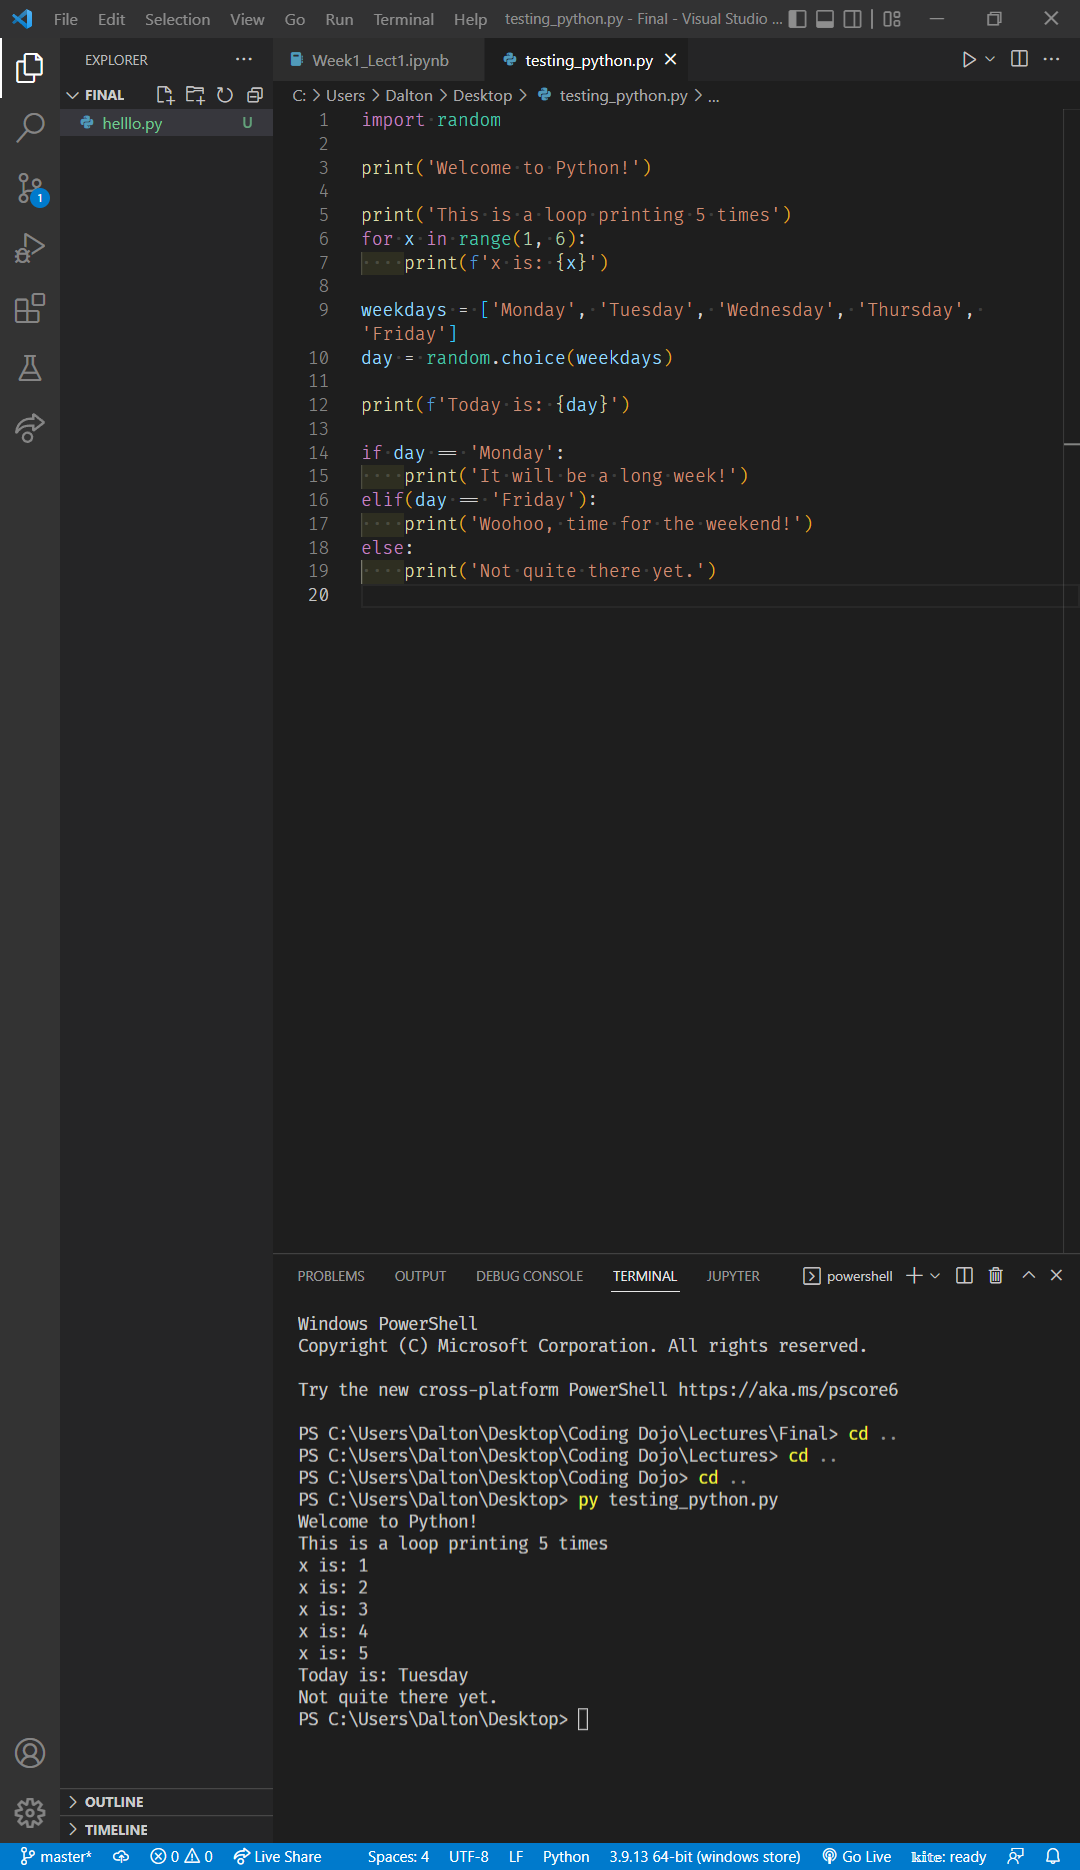 File Edit Selection View Go Run Terminal Help testing_python.py - Final - Visual Studio ...
EXPLORER
FINAL
helllo.py U
1
Week1_Lect1.ipynb testing_python.py
C: > Users > Dalton > Desktop > testing_python.py > ...
1 import random
2
3 print('Welcome to Python!')
4
5 print('This is a loop printing 5 times')
6 for x in range(1, 6):
7     print(f'x is: {x}')
8
9 weekdays = ['Monday', 'Tuesday', 'Wednesday', 'Thursday',
'Friday']
10 day = random.choice(weekdays)
11
12 print(f'Today is: {day}')
13
14 if day == 'Monday':
15     print('It will be a long week!')
16 elif(day == 'Friday'):
17     print('Woohoo, time for the weekend!')
18 else:
19     print('Not quite there yet.')
20
PROBLEMS OUTPUT DEBUG CONSOLE TERMINAL JUPYTER powershell
Windows PowerShell
Copyright (C) Microsoft Corporation. All rights reserved.
Try the new cross-platform PowerShell https://aka.ms/pscore6
PS C:\Users\Dalton\Desktop\Coding Dojo\Lectures\Final> cd ..
PS C:\Users\Dalton\Desktop\Coding Dojo\Lectures> cd ..
PS C:\Users\Dalton\Desktop\Coding Dojo> cd ..
PS C:\Users\Dalton\Desktop> py testing_python.py
Welcome to Python!
This is a loop printing 5 times
x is: 1
x is: 2
x is: 3
x is: 4
x is: 5
Today is: Tuesday
Not quite there yet.
PS C:\Users\Dalton\Desktop>
OUTLINE
TIMELINE
master* 0 0 Live Share Spaces: 4 UTF-8 LF Python 3.9.13 64-bit (windows store) Go Live kite: ready